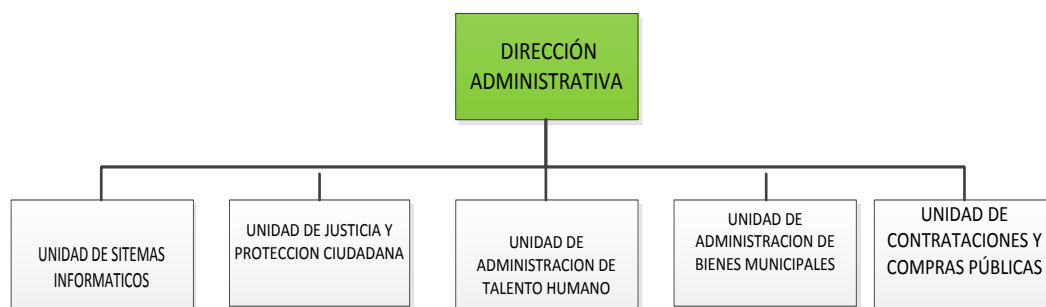 DIRECCIÓN
ADMINISTRATIVA
UNIDAD DE SITEMAS
INFORMATICOS
UNIDAD DE JUSTICIA Y
PROTECCION CIUDADANA
UNIDAD DE
ADMINISTRACION DE
TALENTO HUMANO
UNIDAD DE
ADMINISTRACION DE
BIENES MUNICIPALES
UNIDAD DE
CONTRATACIONES Y
COMPRAS PÚBLICAS